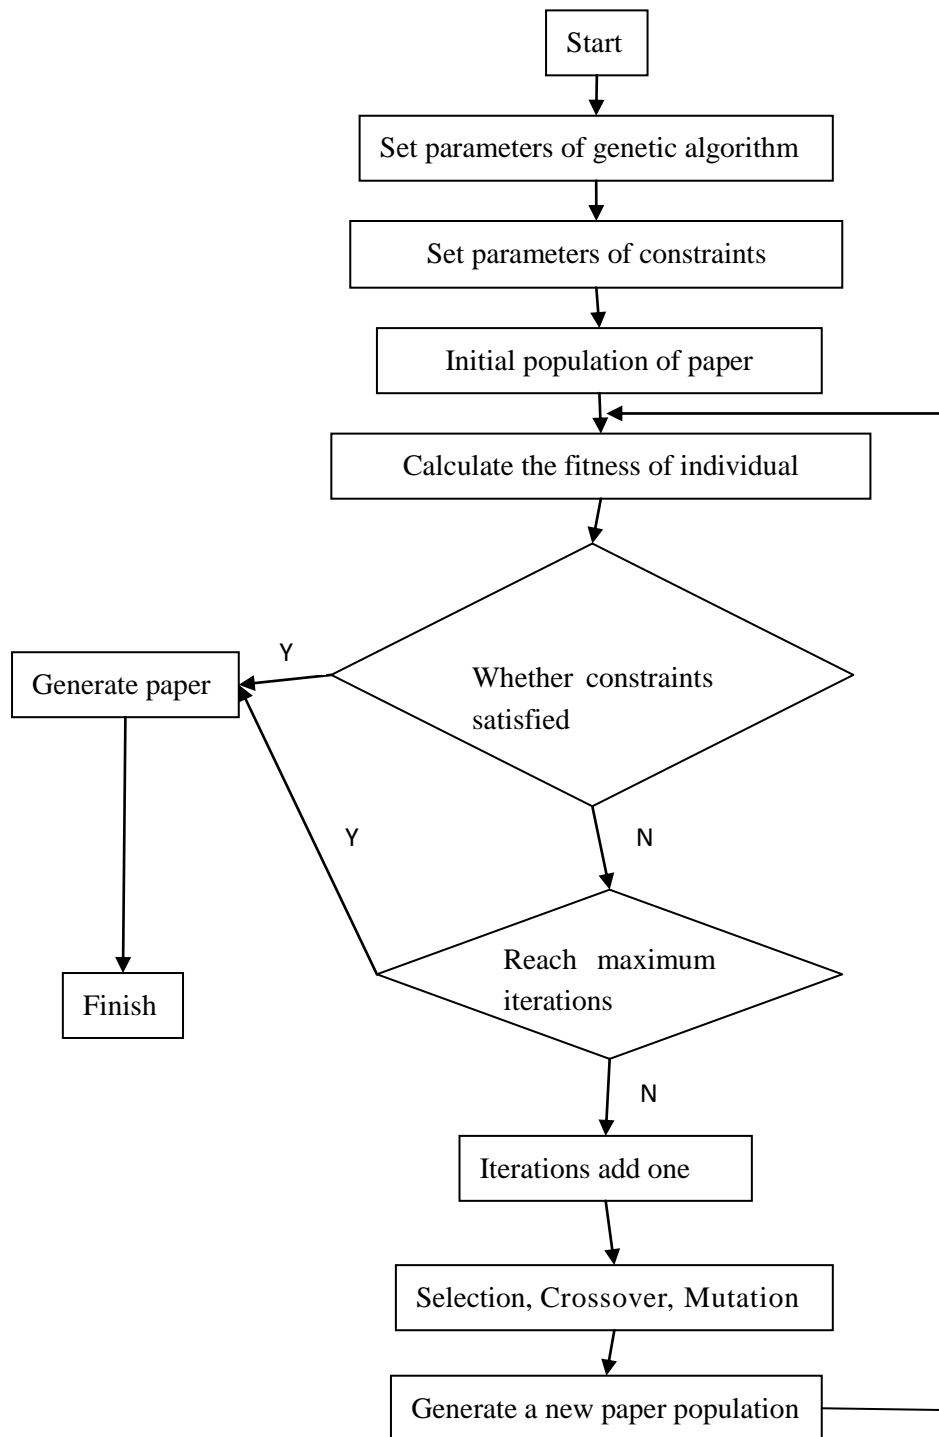 Start
Set parameters of genetic algorithm
Set parameters of constraints
Initial population of paper
Calculate the fitness of individual
Y
Generate paper
Whether constraints
satisfied
Y
N
Reach maximum
iterations
Finish
N
Iterations add one
Selection, Crossover, Mutation
Generate a new paper population